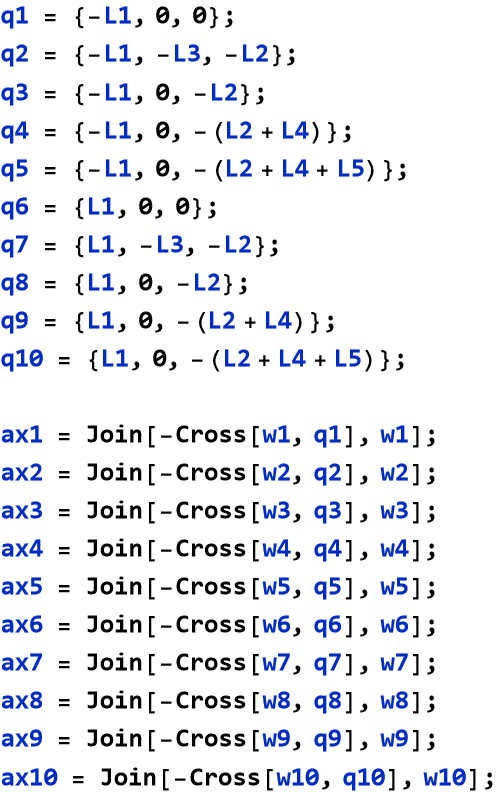 q1 = {-L1, 0, 0};
q2 = {-L1, -L3, -L2};
q3 = {-L1, 0, -L2};
q4 = {-L1, 0, -(L2 + L4)};
q5 = {-L1, 0, -(L2 + L4 + L5)};
q6 = {L1, 0, 0};
q7 = {L1, -L3, -L2};
q8 = {L1, 0, -L2};
q9 = {L1, 0, -(L2 + L4)};
q10 = {L1, 0, -(L2 + L4 + L5)};
ax1 = Join[-Cross[w1, q1], w1];
ax2 = Join[-Cross[w2, q2], w2];
ax3 = Join[-Cross[w3, q3], w3];
ax4 = Join[-Cross[w4, q4], w4];
ax5 = Join[-Cross[w5, q5], w5];
ax6 = Join[-Cross[w6, q6], w6];
ax7 = Join[-Cross[w7, q7], w7];
ax8 = Join[-Cross[w8, q8], w8];
ax9 = Join[-Cross[w9, q9], w9];
ax10 = Join[-Cross[w10, q10], w10];